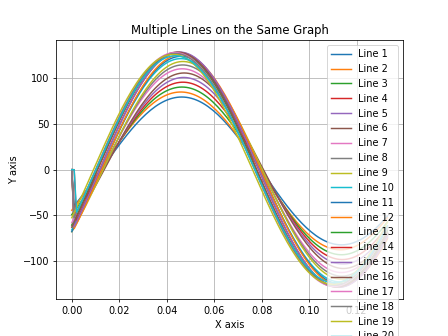 Multiple Lines on the Same Graph
Y axis
100
50
0
−50
−100
0.00
0.02
0.04
0.06
0.08
0.10
X axis
Line 1
Line 2
Line 3
Line 4
Line 5
Line 6
Line 7
Line 8
Line 9
Line 10
Line 11
Line 12
Line 13
Line 14
Line 15
Line 16
Line 17
Line 18
Line 19
Line 20